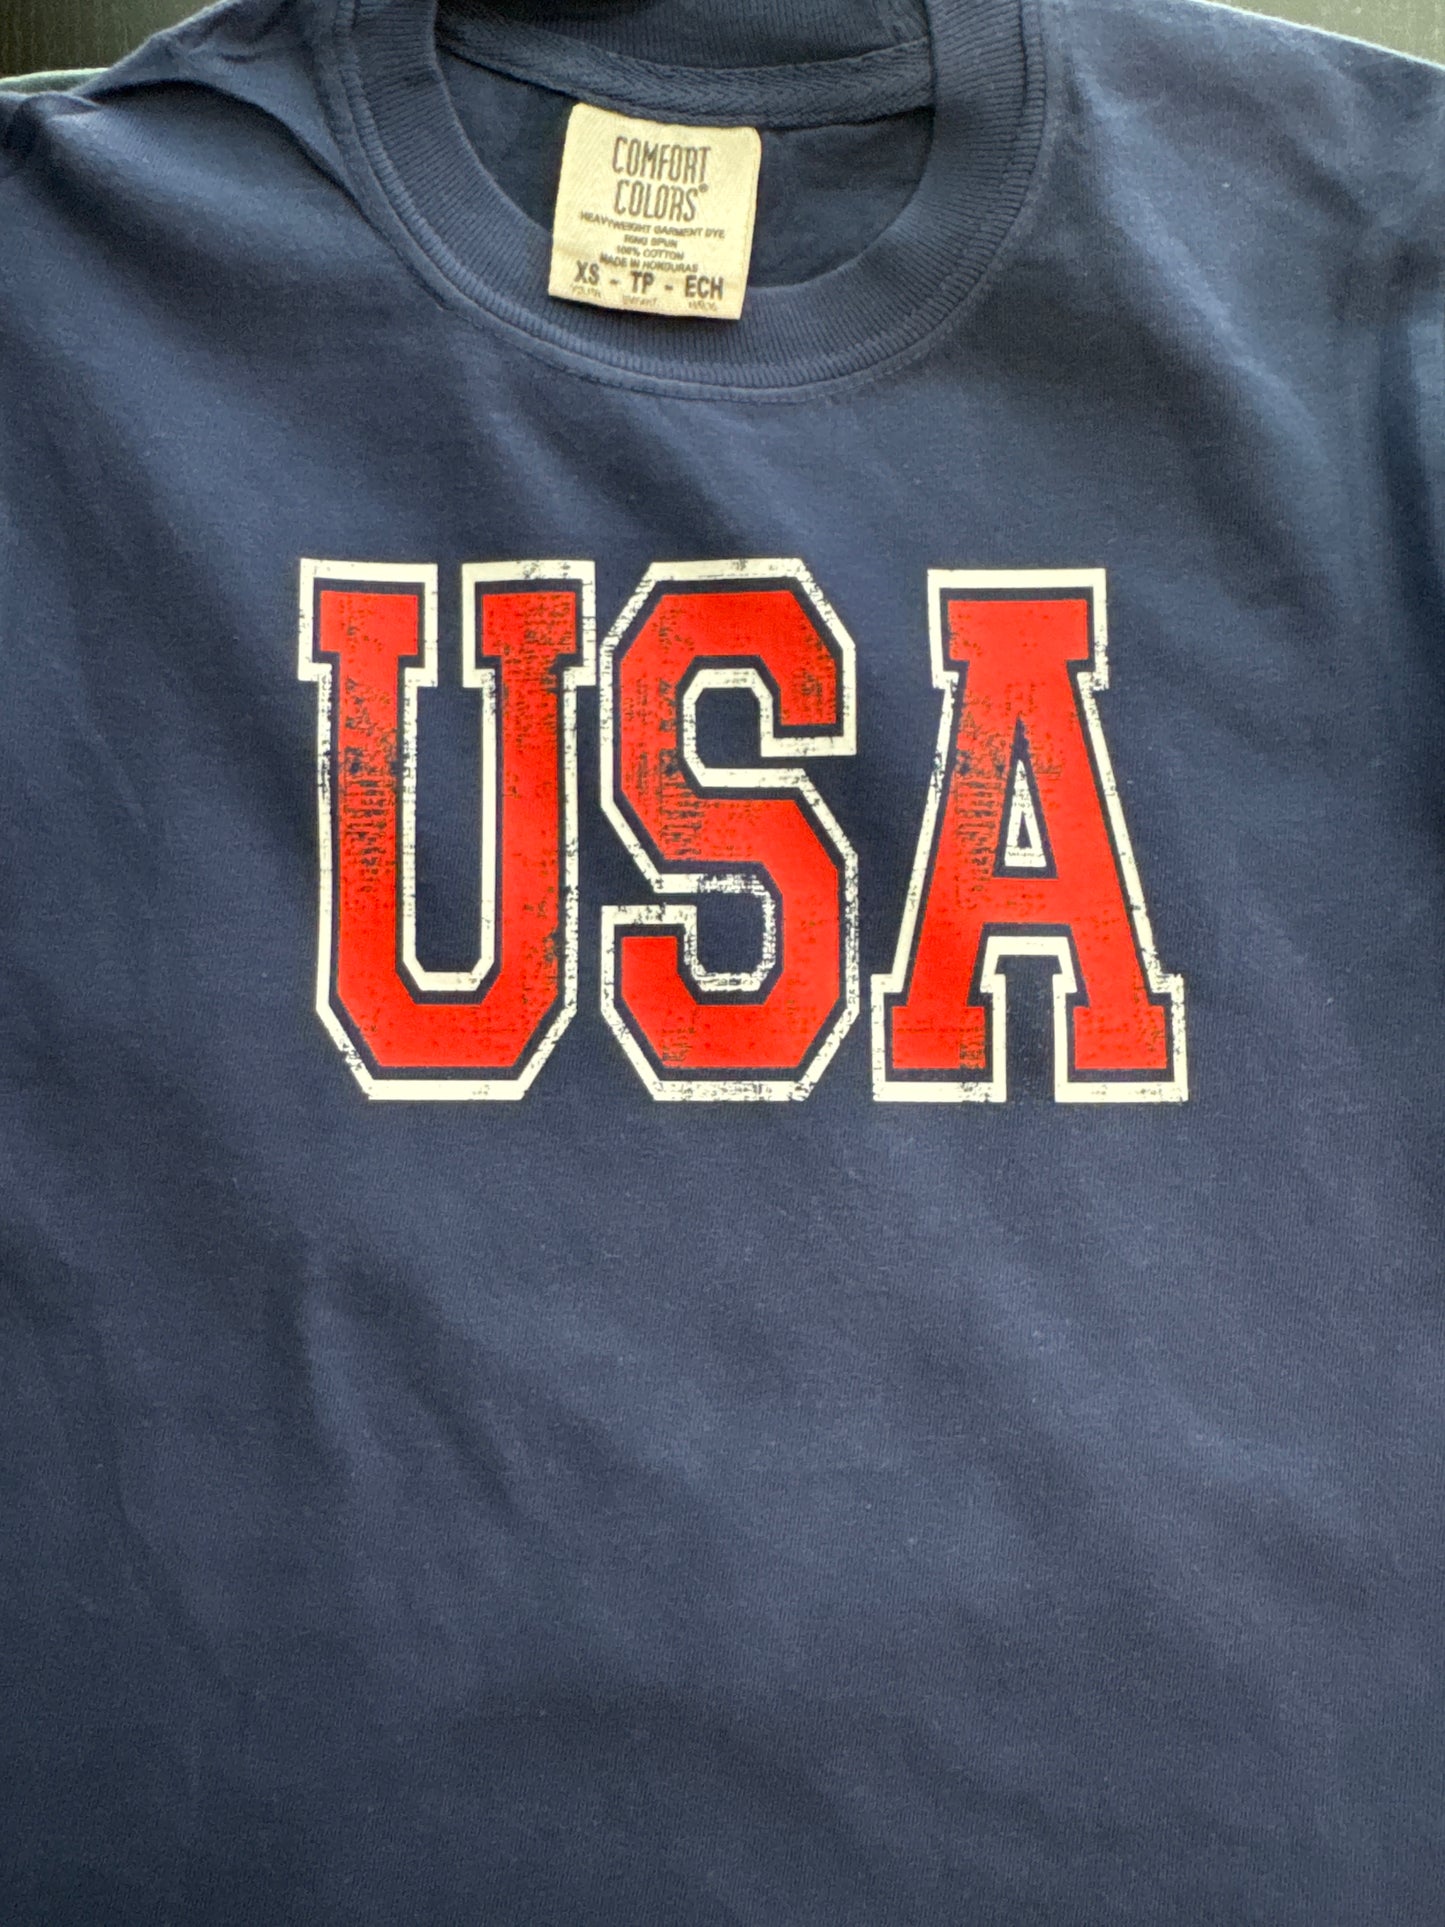 COMFORT
COLORS®
HEAVYWEIGHT GARMENT DYE
RING SPUN
100% COTTON
MADE IN HONDURAS
XS - TP - ECH
USA